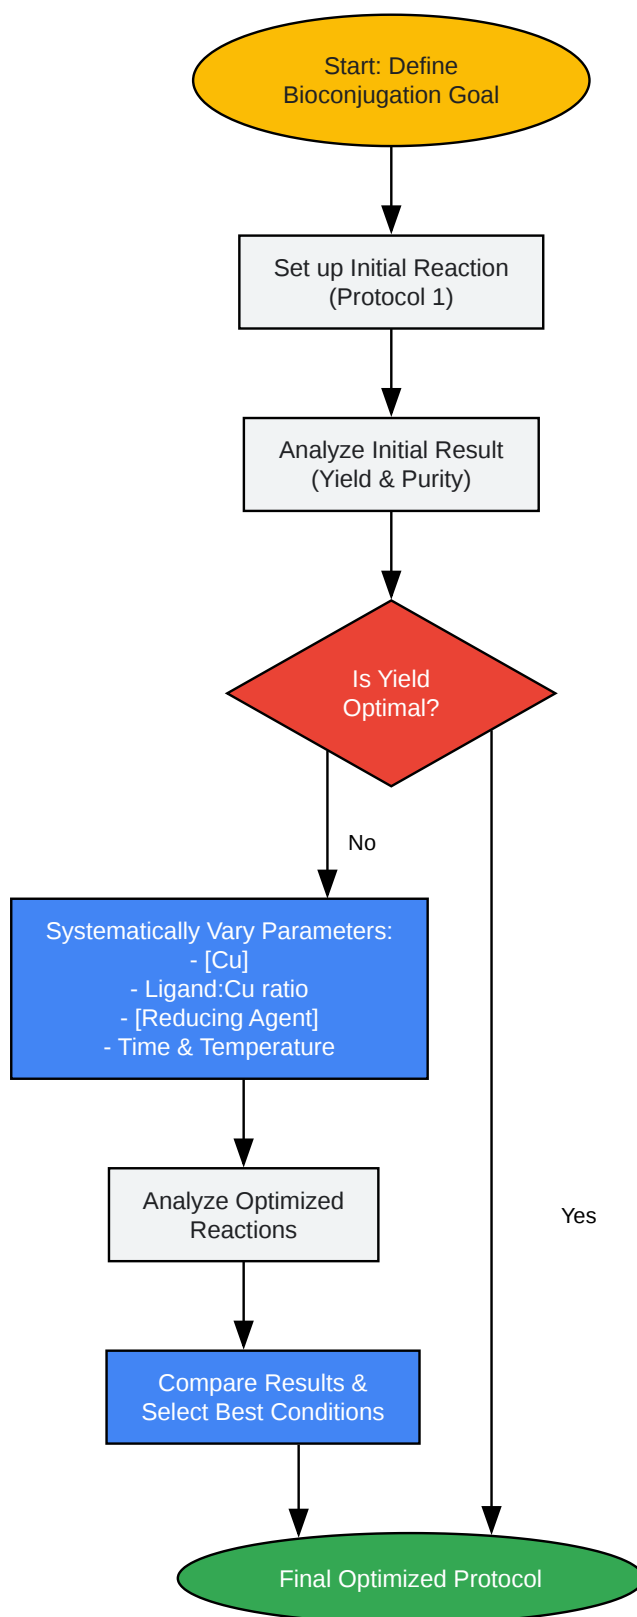 Start: Define
Bioconjugation Goal
Set up Initial Reaction
(Protocol 1)
Analyze Initial Result
(Yield & Purity)
Is Yield
Optimal?
No
Systematically Vary Parameters:
- [Cu]
- Ligand:Cu ratio
- [Reducing Agent]
- Time & Temperature
Analyze Optimized
Reactions
Yes
Compare Results &
Select Best Conditions
Final Optimized Protocol